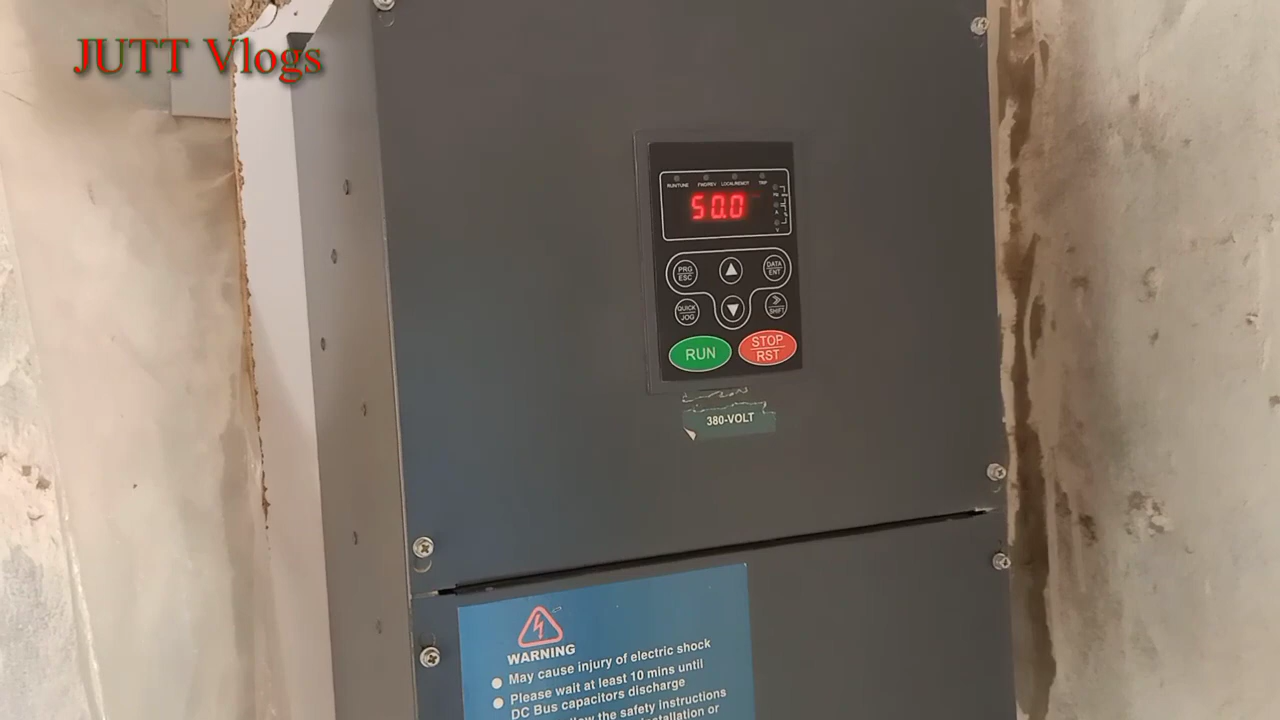 JUTT Vlogs
RUN/TUNE FWD/REV LOCAL/REMOT TRIP
50.0
PRG
ESC
DATA
ENT
QUICK
JOG
SHIFT
RUN
STOP
RST
380-VOLT
WARNING
May cause injury of electric shock
Please wait at least 10 mins until
DC Bus capacitors discharge
the safety instructions
installation or